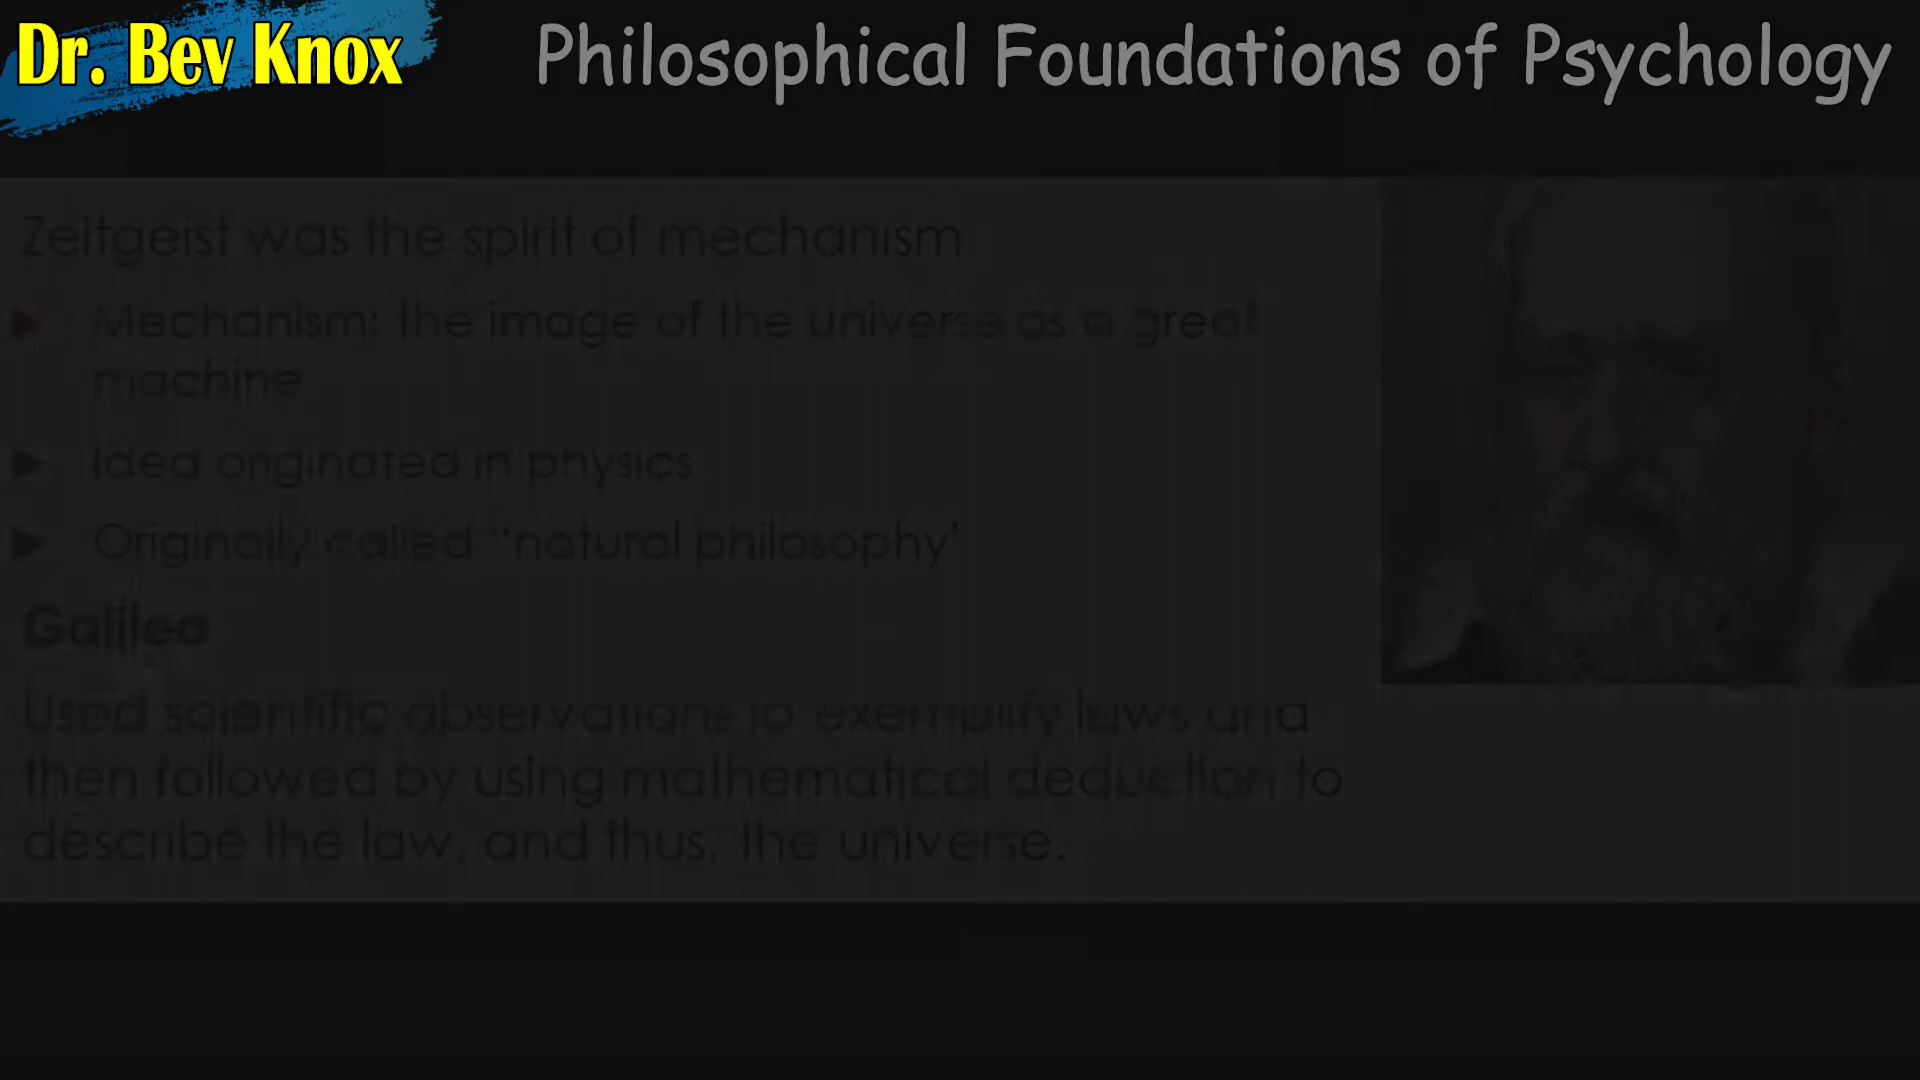 Dr. Bev Knox
Philosophical Foundations of Psychology
Zeitgeist was the spirit of mechanism
Mechanism: the image of the universe as a great
machine
Idea originated in physics
Originally called "natural philosophy'
Galileo
Used scientific observations to exemplify laws and
then followed by using mathematical deduction to
describe the law, and thus, the universe.